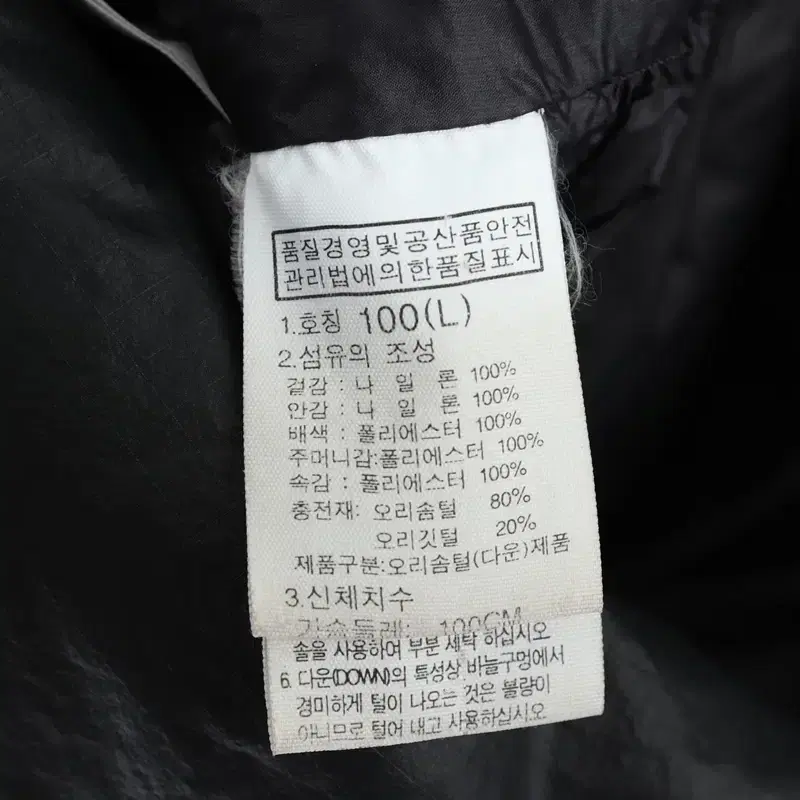 품질경영및공산품안전
관리법에의한품질표시
1.호칭 100(L)
2.섬유의 조성
겉감 : 나 일 론 100%
안감 : 나 일 론 100%
배색 : 폴리에스터 100%
주머니감:폴리에스터 100%
속감 : 폴리에스터 100%
충전재: 오리솜털 80%
오리깃털 20%
제품구분:오리솜털(다운)제품
3.신체치수
가슴둘레: 100CM
솔을 사용하여 부분 세탁 하십시오
6. 다운(DOWN)의 특성상 바늘구멍에서
경미하게 털이 나오는 것은 불량이
아니므로 털어 내고 사용하십시오